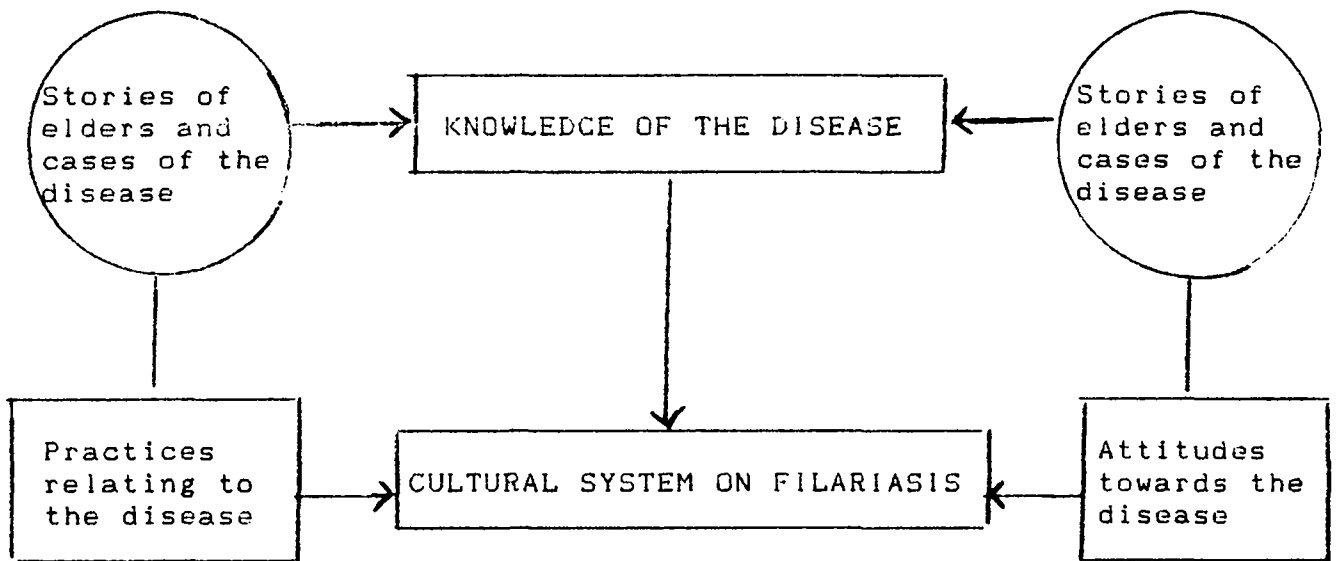 Stories of
elders and
cases of the
disease
KNOWLEDGE OF THE DISEASE
Stories of
elders and
cases of the
disease
Practices
relating to
the disease
CULTURAL SYSTEM ON FILARIASIS
Attitudes
towards the
disease